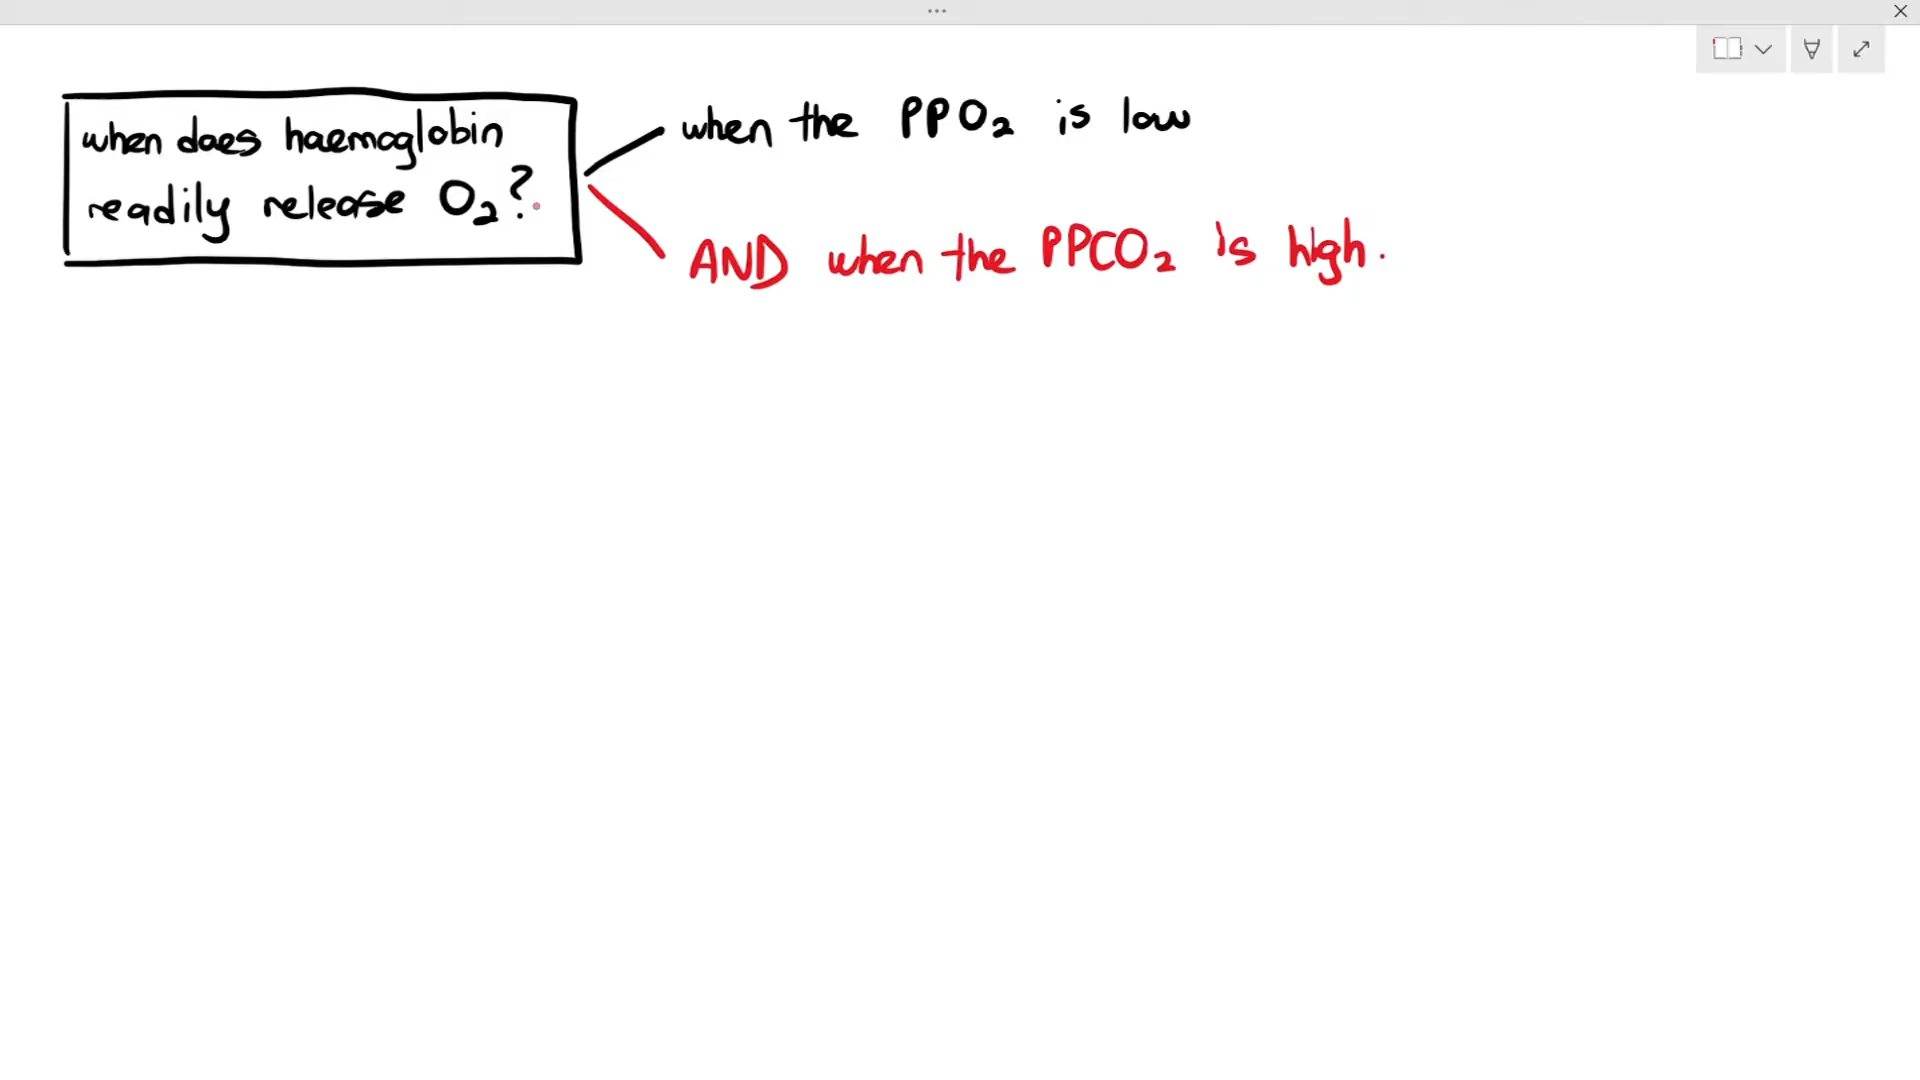 when does haemoglobin
readily release O₂?
when the PPO₂ is low
AND when the PPCO₂ is high.